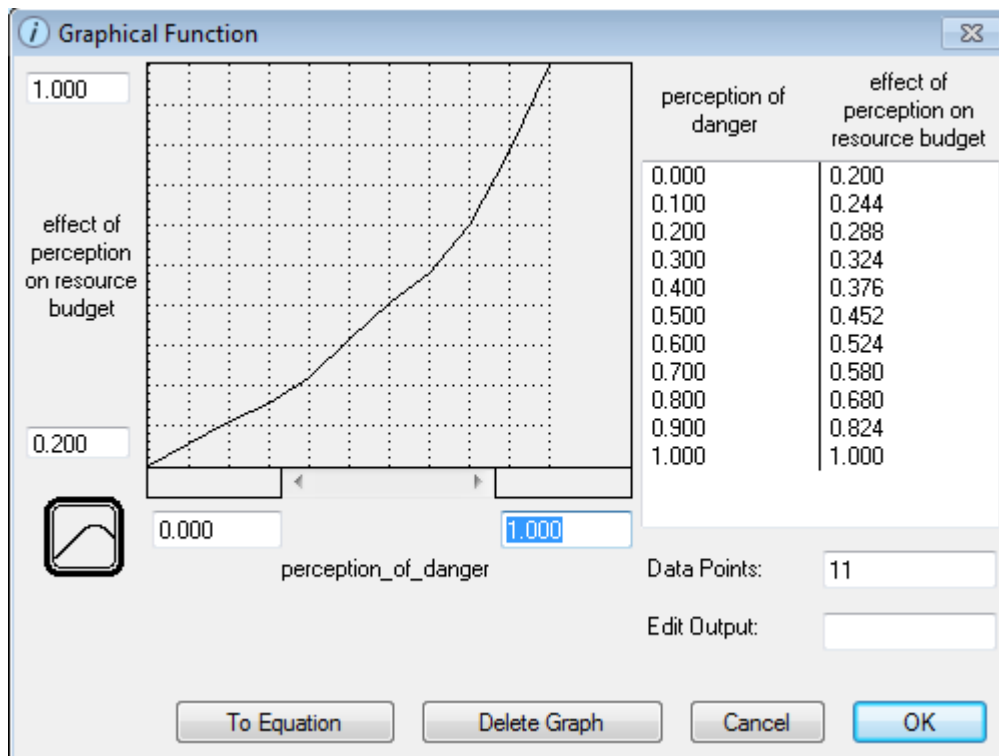 Graphical Function
1.000
effect of
perception
on resource
budget
0.200
0.000
1.000
perception_of_danger
perception of
danger
effect of
perception on
resource budget
0.000 0.200
0.100 0.244
0.200 0.288
0.300 0.324
0.400 0.376
0.500 0.452
0.600 0.524
0.700 0.580
0.800 0.680
0.900 0.824
1.000 1.000
Data Points: 11
Edit Output:
To Equation
Delete Graph
Cancel
OK